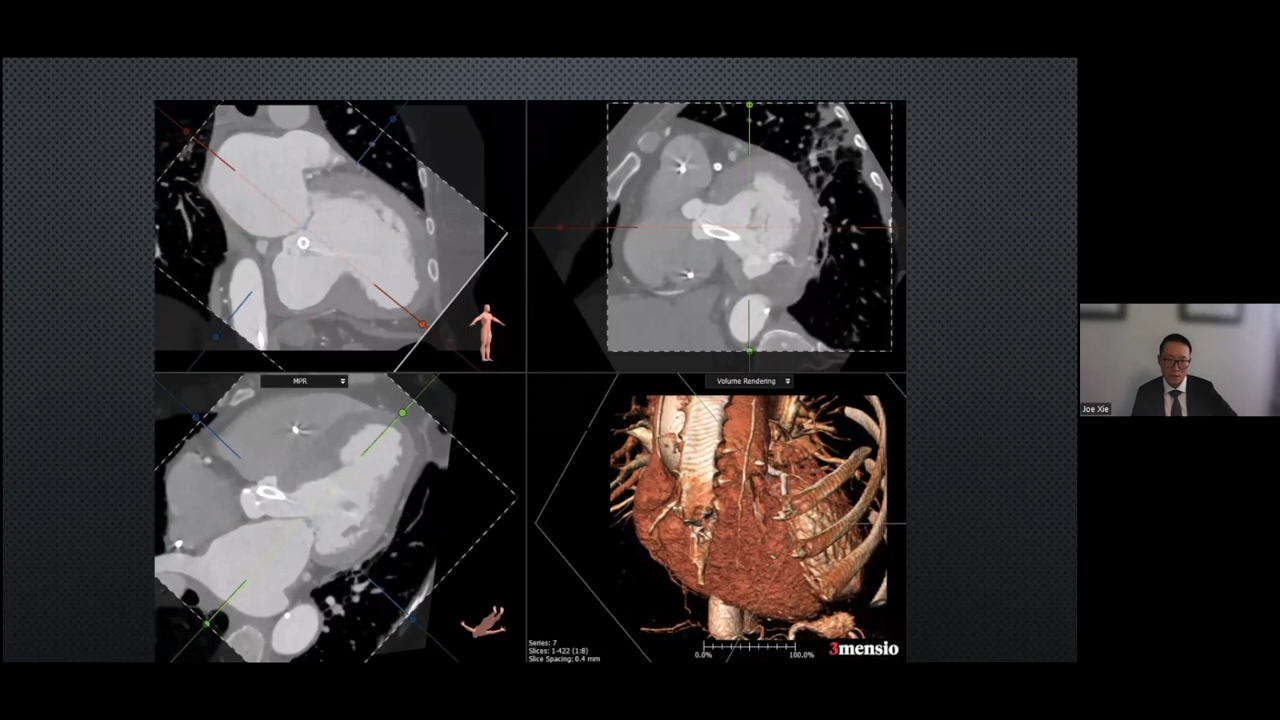 MPR
Volume Rendering
Joe Xie
Series: 7
Slices: 1-422 (1:8)
Slice Spacing: 0.4 mm
0.0%
100.0%
3mensio